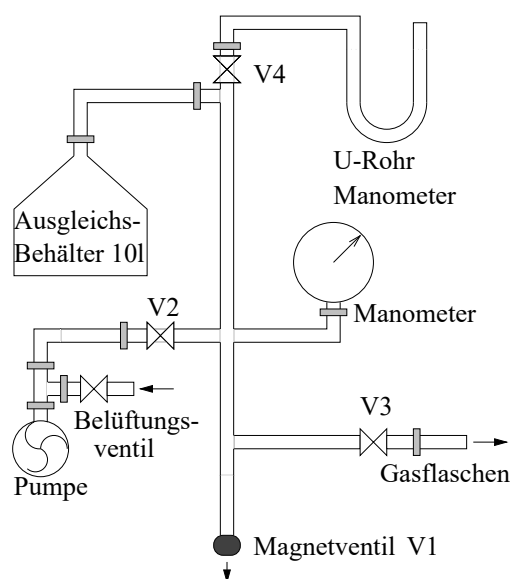 V4
U-Rohr
Manometer
Ausgleichs-
Behälter 10l
V2
Manometer
Belüftungs-
ventil
Pumpe
V3
Gasflaschen
Magnetventil V1